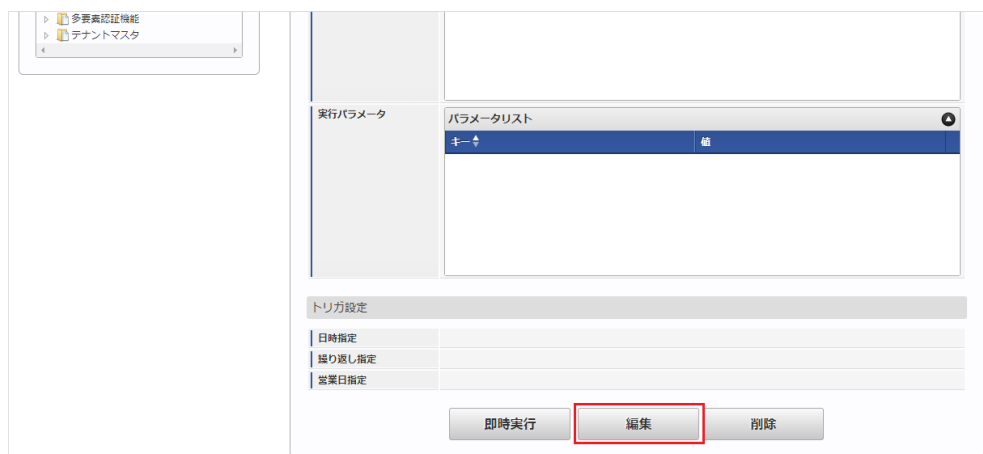 多要素認証機能
テナントマスタ
実行パラメータ
パラメータリスト
キー 値
トリガ設定
日時指定
繰り返し指定
営業日指定
即時実行 編集 削除